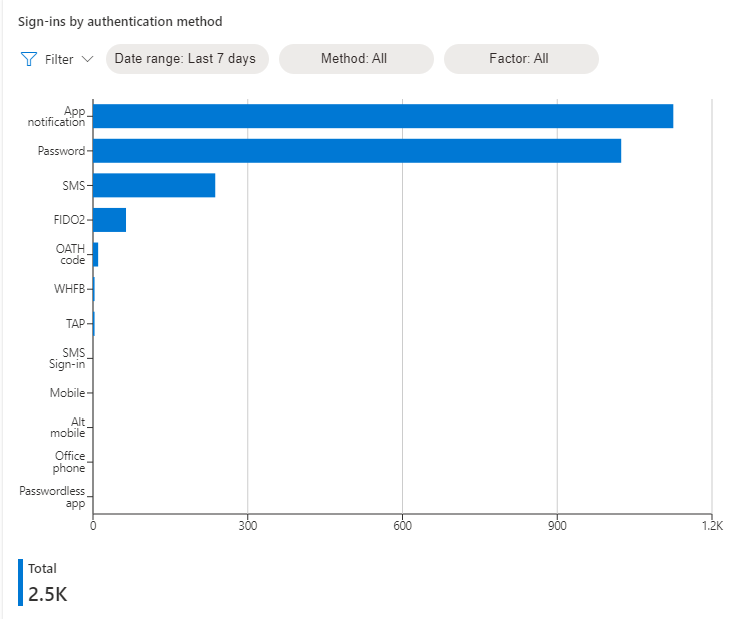 Sign-ins by authentication method
Filter
Date range: Last 7 days
Method: All
Factor: All
App
notification
Password
SMS
FIDO2
OATH
code
WHFB
TAP
SMS
Sign-in
Mobile
Alt
mobile
Office
phone
Passwordless
app
0 300 600 900 1.2K
Total
2.5K